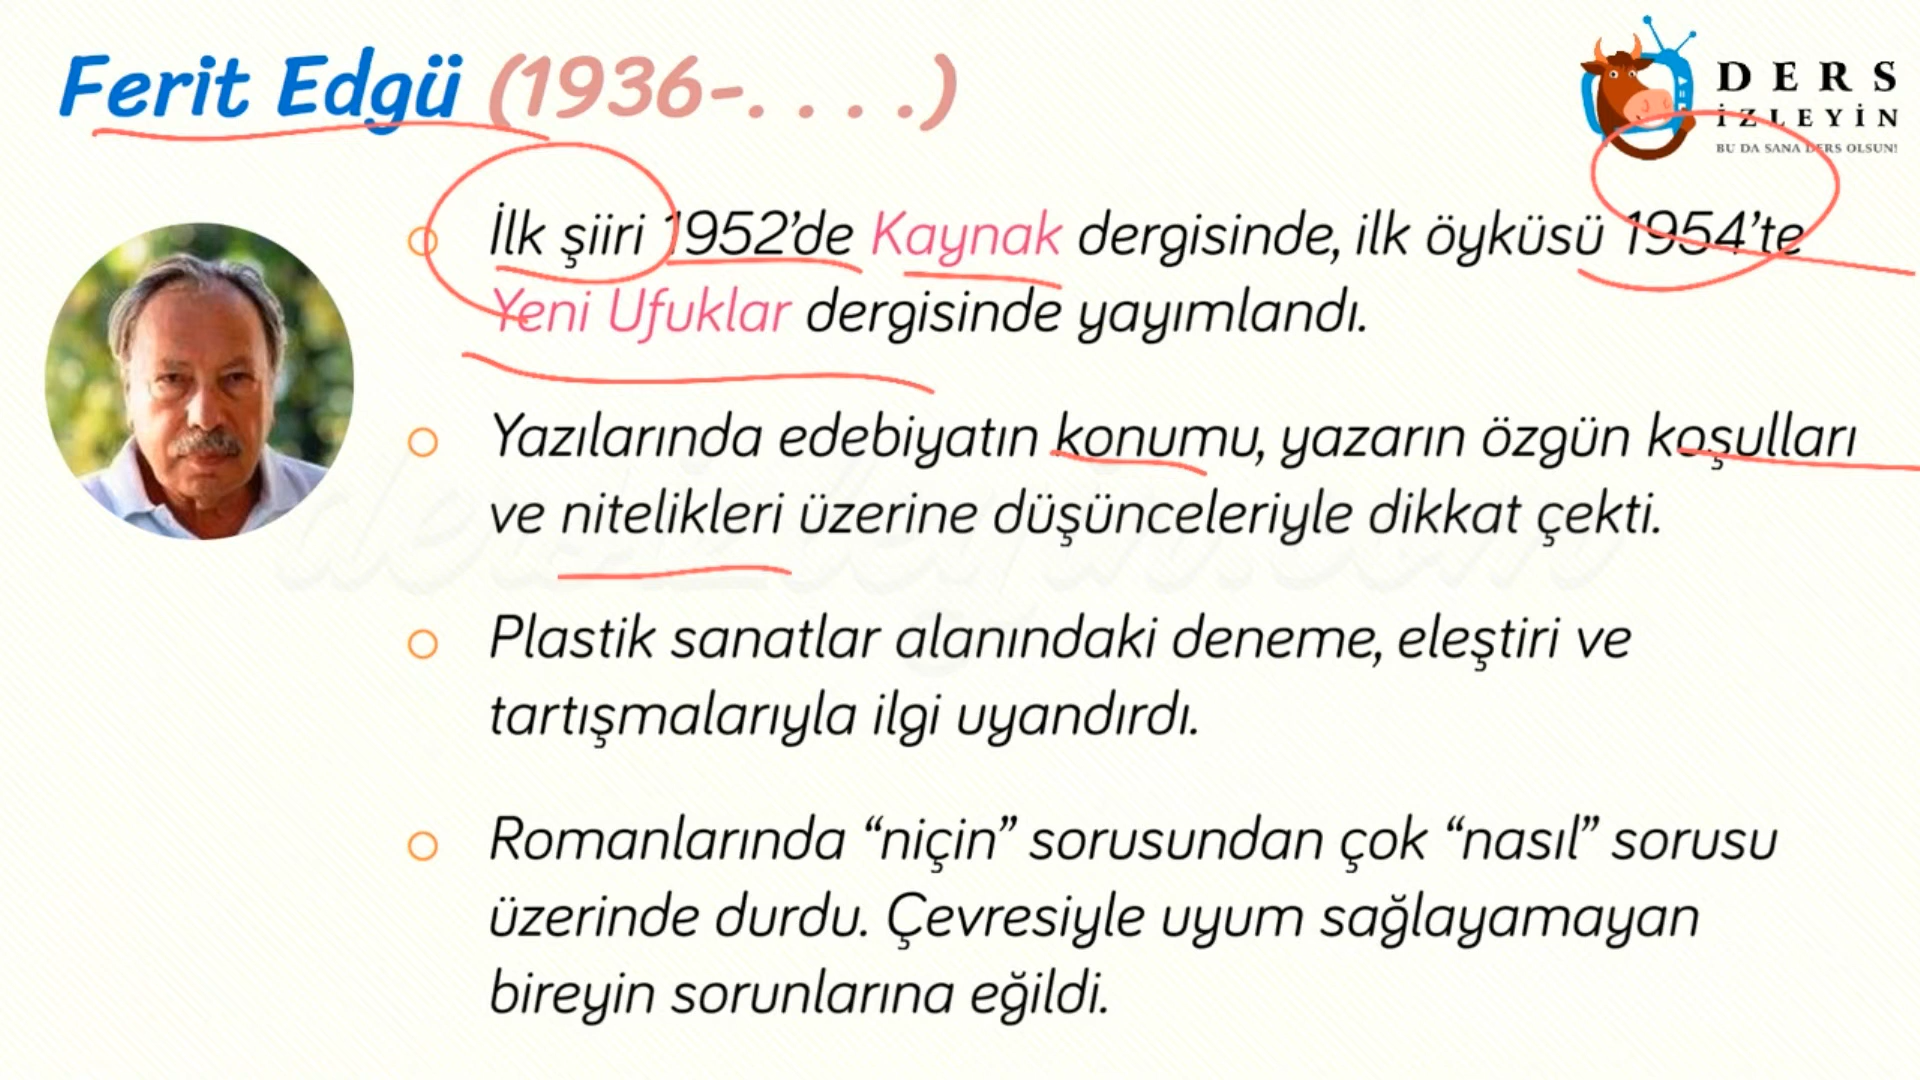 Ferit Edgü (1936-. . . .)
DERS
İZLEYİN
BU DA SANA DERS OLSUN!
İlk şiiri 1952’de Kaynak dergisinde, ilk öyküsü 1954’te
Yeni Ufuklar dergisinde yayımlandı.
Yazılarında edebiyatın konumu, yazarın özgün koşulları
ve nitelikleri üzerine düşünceleriyle dikkat çekti.
dersizleyin.com
Plastik sanatlar alanındaki deneme, eleştiri ve
tartışmalarıyla ilgi uyandırdı.
Romanlarında “niçin” sorusundan çok “nasıl” sorusu
üzerinde durdu. Çevresiyle uyum sağlayamayan
bireyin sorunlarına eğildi.